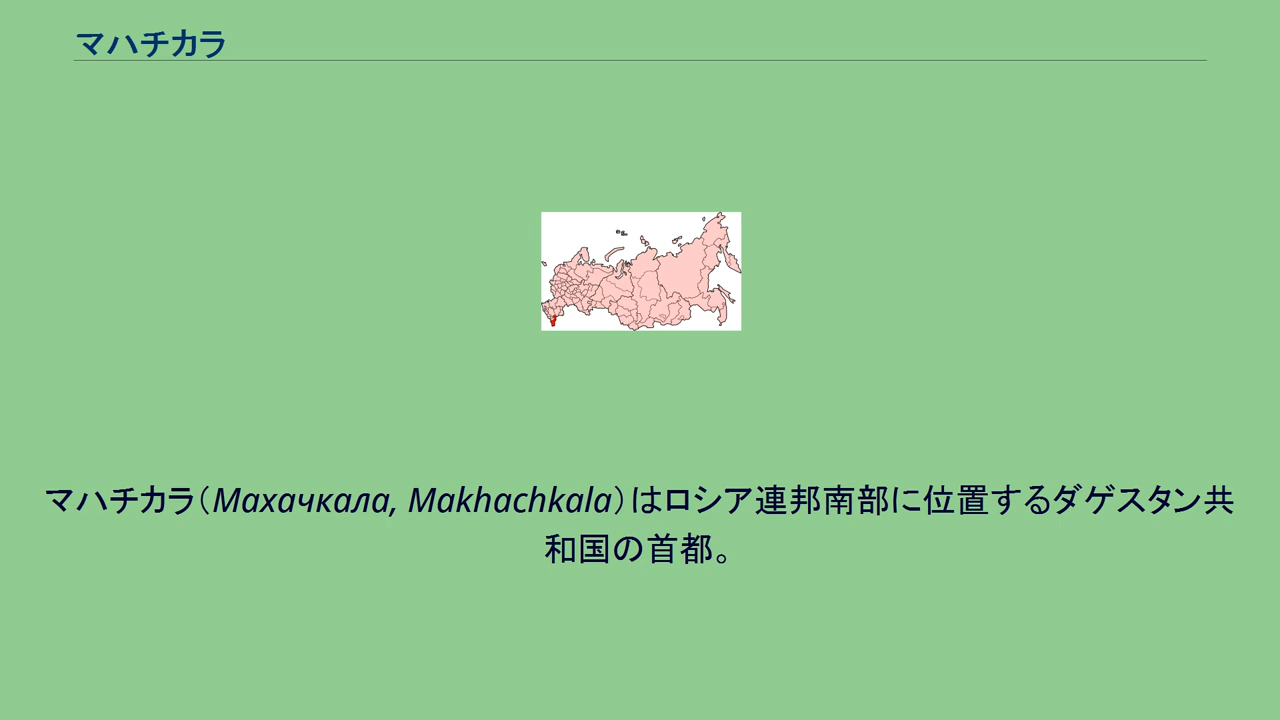 マハチカラ
マハチカラ（Махачкала, Makhachkala）はロシア連邦南部に位置するダゲスタン共
和国の首都。